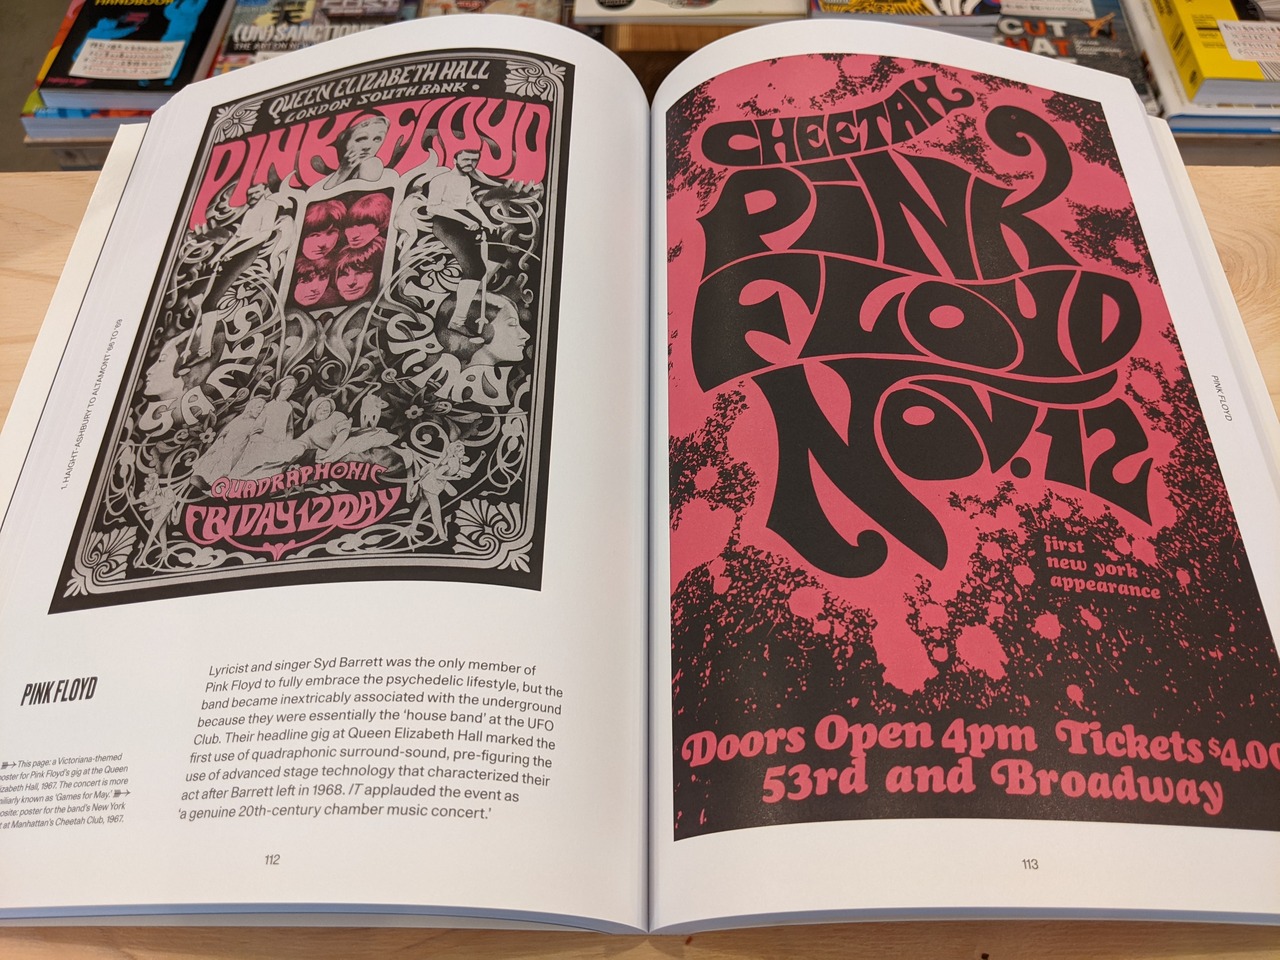 HANDBOOK
(UN)SANCTION
THE ART ON NEW
CUT
THAT
QUEEN ELIZABETH HALL
LONDON SOUTH BANK
PINK FLOYD
GAMES
FOR.MAY
QUADRAPHONIC
FRIDAY 12 MAY
1. HAIGHT-ASHBURY TO ALTAMONT '66 TO '69
PINK FLOYD
This page: a Victoriana-themed
poster for Pink Floyd's gig at the Queen
Elizabeth Hall, 1967. The concert is more
known as 'Games for May.'
poster for the band's New York
at Manhattan's Cheetah Club, 1967.
Lyricist and singer Syd Barrett was the only member of
Pink Floyd to fully embrace the psychedelic lifestyle, but the
band became inextricably associated with the underground
because they were essentially the 'house band' at the UFO
Club. Their headline gig at Queen Elizabeth Hall marked the
first use of quadraphonic surround-sound, pre-figuring the
use of advanced stage technology that characterized their
act after Barrett left in 1968. IT applauded the event as
'a genuine 20th-century chamber music concert.'
112
CHEETAH
PiNK
FLOYD
NOV.12
first
new york
appearance
Doors Open 4pm Tickets $4.00
53rd and Broadway
PINK FLOYD
113